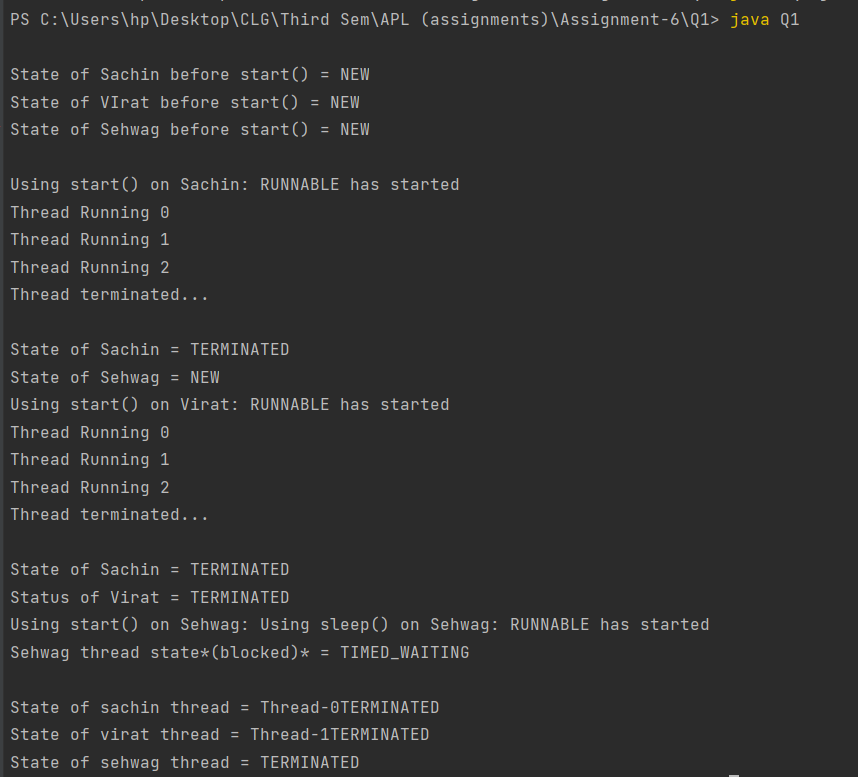 PS C:\Users\hp\Desktop\CLG\Third Sem\APL (assignments)\Assignment-6\Q1> java Q1
State of Sachin before start() = NEW
State of VIrat before start() = NEW
State of Sehwag before start() = NEW
Using start() on Sachin: RUNNABLE has started
Thread Running 0
Thread Running 1
Thread Running 2
Thread terminated...
State of Sachin = TERMINATED
State of Sehwag = NEW
Using start() on Virat: RUNNABLE has started
Thread Running 0
Thread Running 1
Thread Running 2
Thread terminated...
State of Sachin = TERMINATED
Status of Virat = TERMINATED
Using start() on Sehwag: Using sleep() on Sehwag: RUNNABLE has started
Sehwag thread state*(blocked)* = TIMED_WAITING
State of sachin thread = Thread-0TERMINATED
State of virat thread = Thread-1TERMINATED
State of sehwag thread = TERMINATED